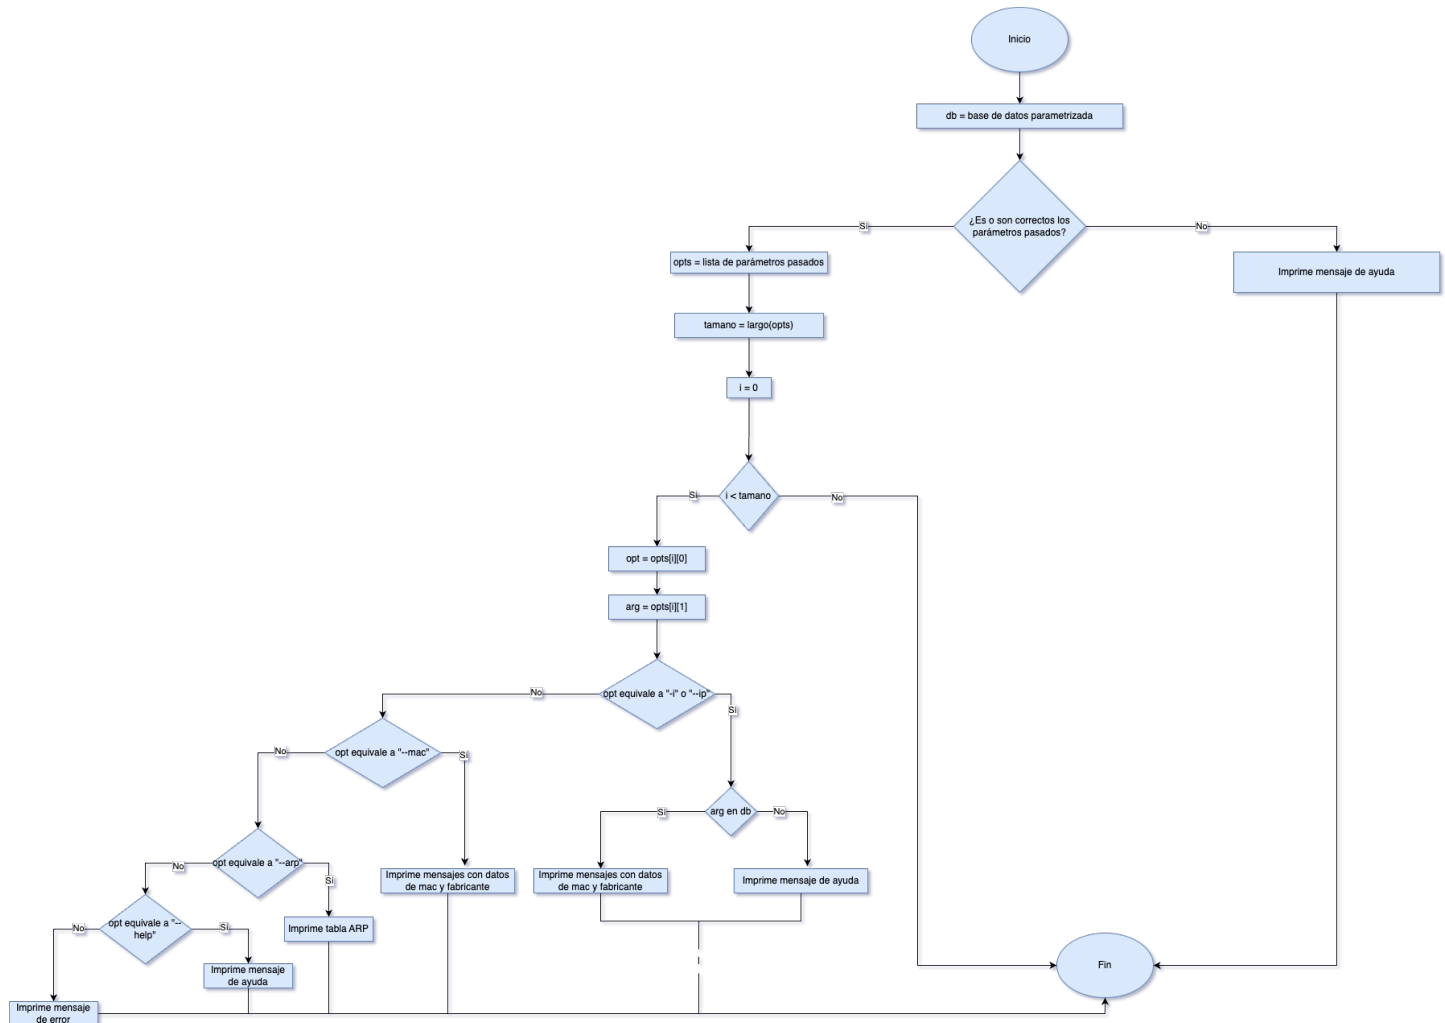 Inicio
db = base de datos parametrizada
¿Es o son correctos los
parámetros pasados?
Si
No
opts = lista de parámetros pasados
Imprime mensaje de ayuda
tamano = largo(opts)
i = 0
i < tamano
Si
No
opt = opts[i][0]
arg = opts[i][1]
opt equivale a "-i" o "--ip"
No
Si
opt equivale a "--mac"
No
Si
arg en db
Si
No
opt equivale a "--arp"
No
Si
Imprime mensajes con datos
de mac y fabricante
Imprime mensajes con datos
de mac y fabricante
Imprime mensaje de ayuda
opt equivale a "--
help"
No
Si
Imprime tabla ARP
Imprime mensaje
de ayuda
Fin
Imprime mensaje
de error